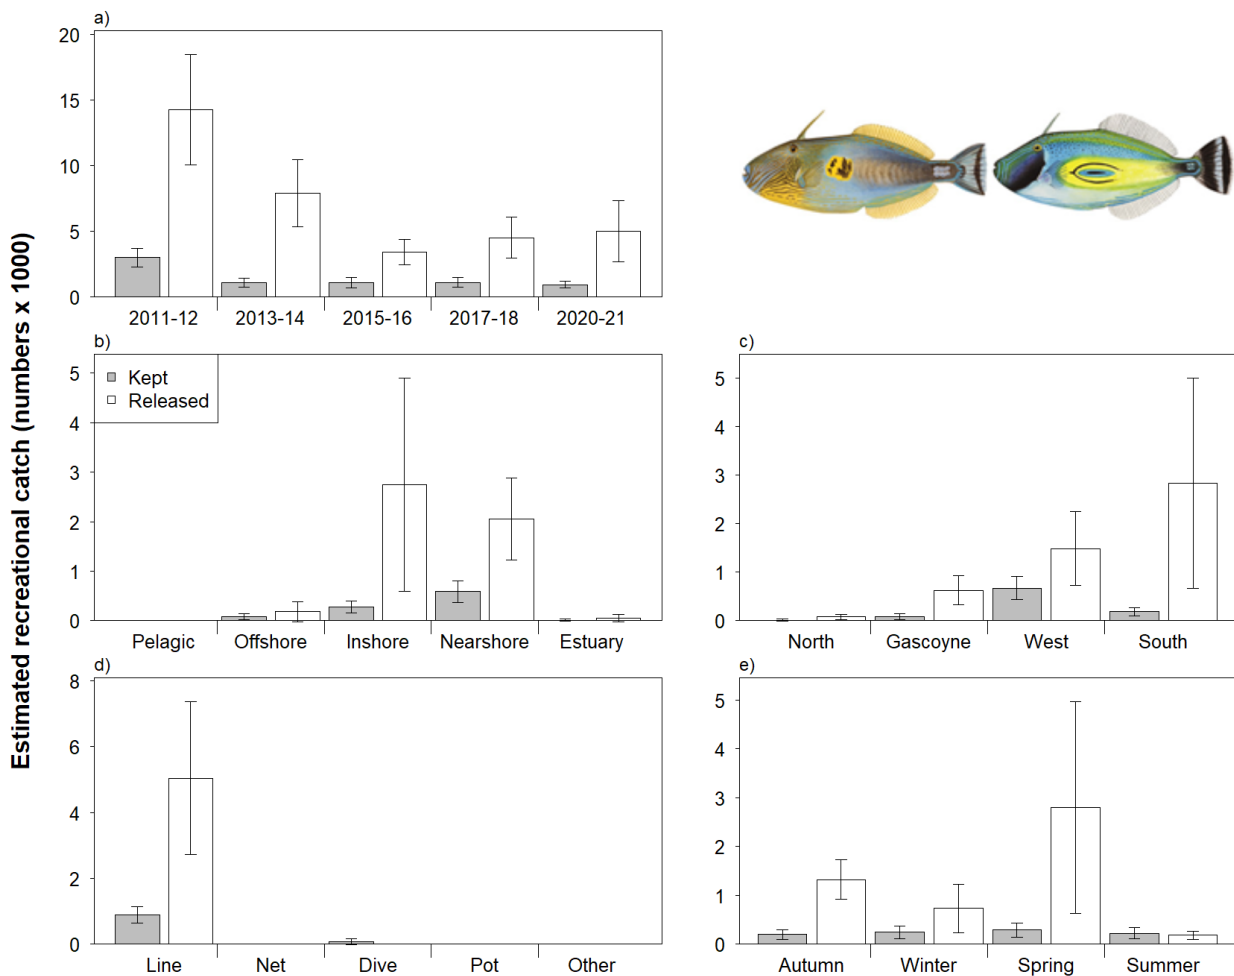 Estimated recreational catch (numbers x 1000)
a)
20
15
10
5
0
2011-12 2013-14 2015-16 2017-18 2020-21
b)
Kept
Released
5
4
3
2
1
0
Pelagic Offshore Inshore Nearshore Estuary
c)
5
4
3
2
1
0
North Gascoyne West South
d)
8
6
4
2
0
Line Net Dive Pot Other
e)
5
4
3
2
1
0
Autumn Winter Spring Summer